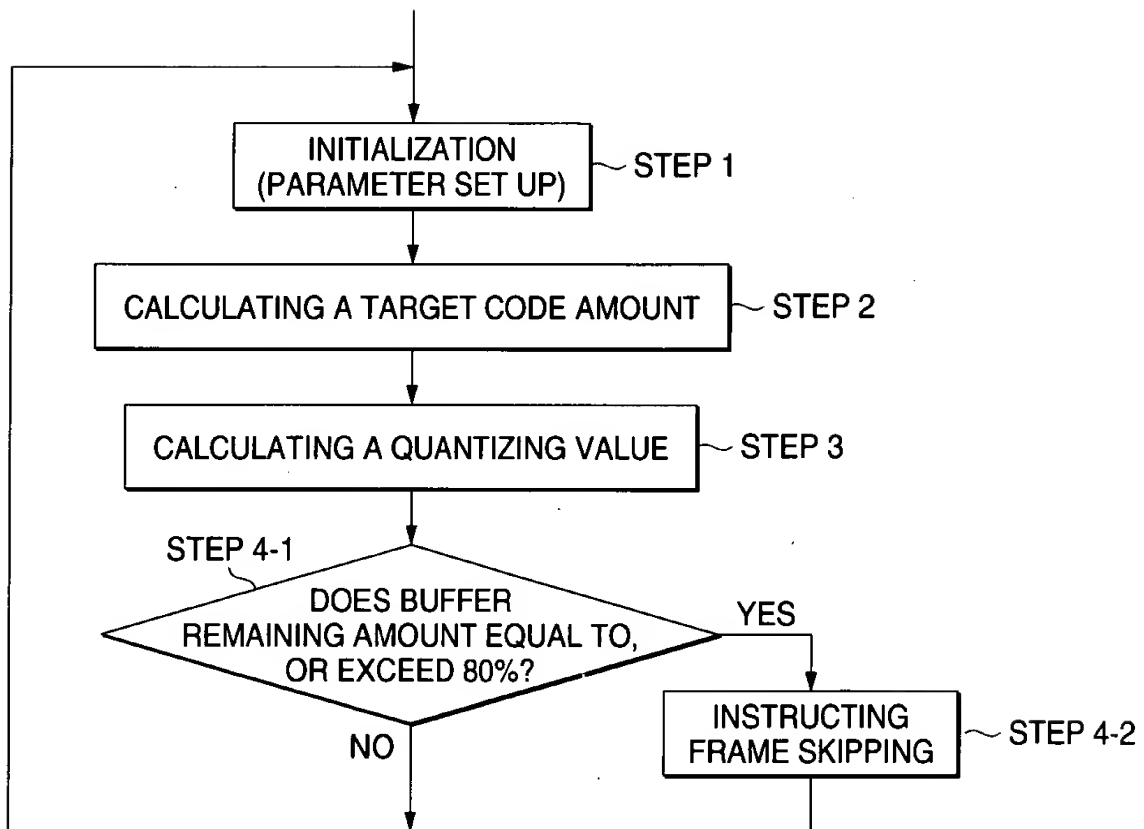 INITIALIZATION
(PARAMETER SET UP)
STEP 1
CALCULATING A TARGET CODE AMOUNT
STEP 2
CALCULATING A QUANTIZING VALUE
STEP 3
STEP 4-1
DOES BUFFER
REMAINING AMOUNT EQUAL TO,
OR EXCEED 80%?
YES
NO
INSTRUCTING
FRAME SKIPPING
STEP 4-2